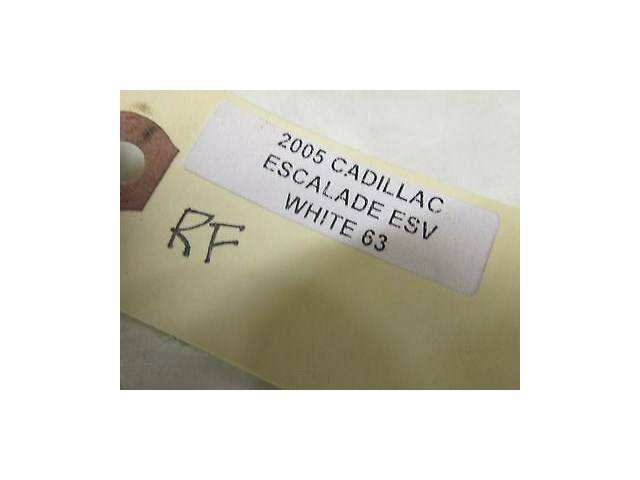 2005 CADILLAC
ESCALADE ESV
WHITE 63
RF